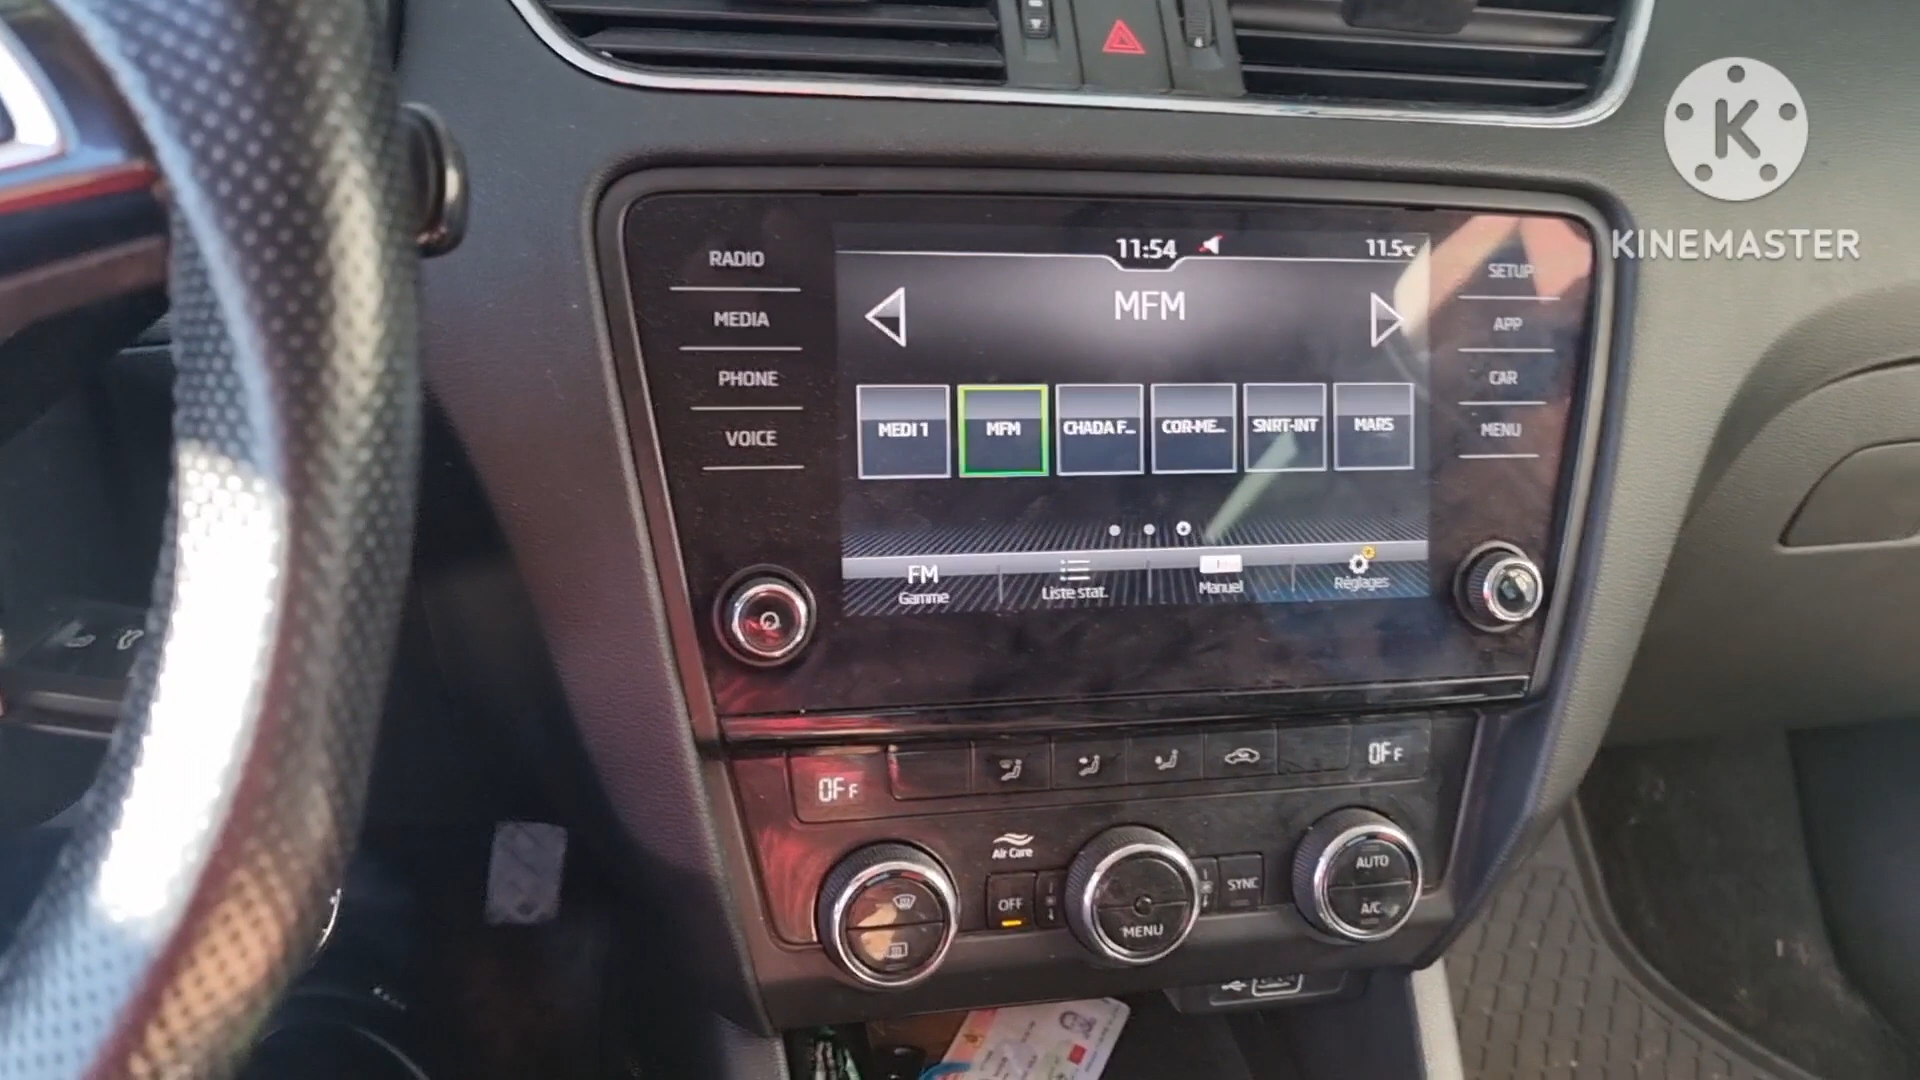 K
KINEMASTER
RADIO
MEDIA
PHONE
VOICE
11:54
11.5°C
MFM
MEDI 1
MFM
CHADA F...
COR-ME...
SNRT-INT
MARS
FM
Gamme
Liste stat.
Manuel
Réglages
SETUP
APP
CAR
MENU
OFF
OFF
Air Care
OFF
MENU
SYNC
AUTO
A/C